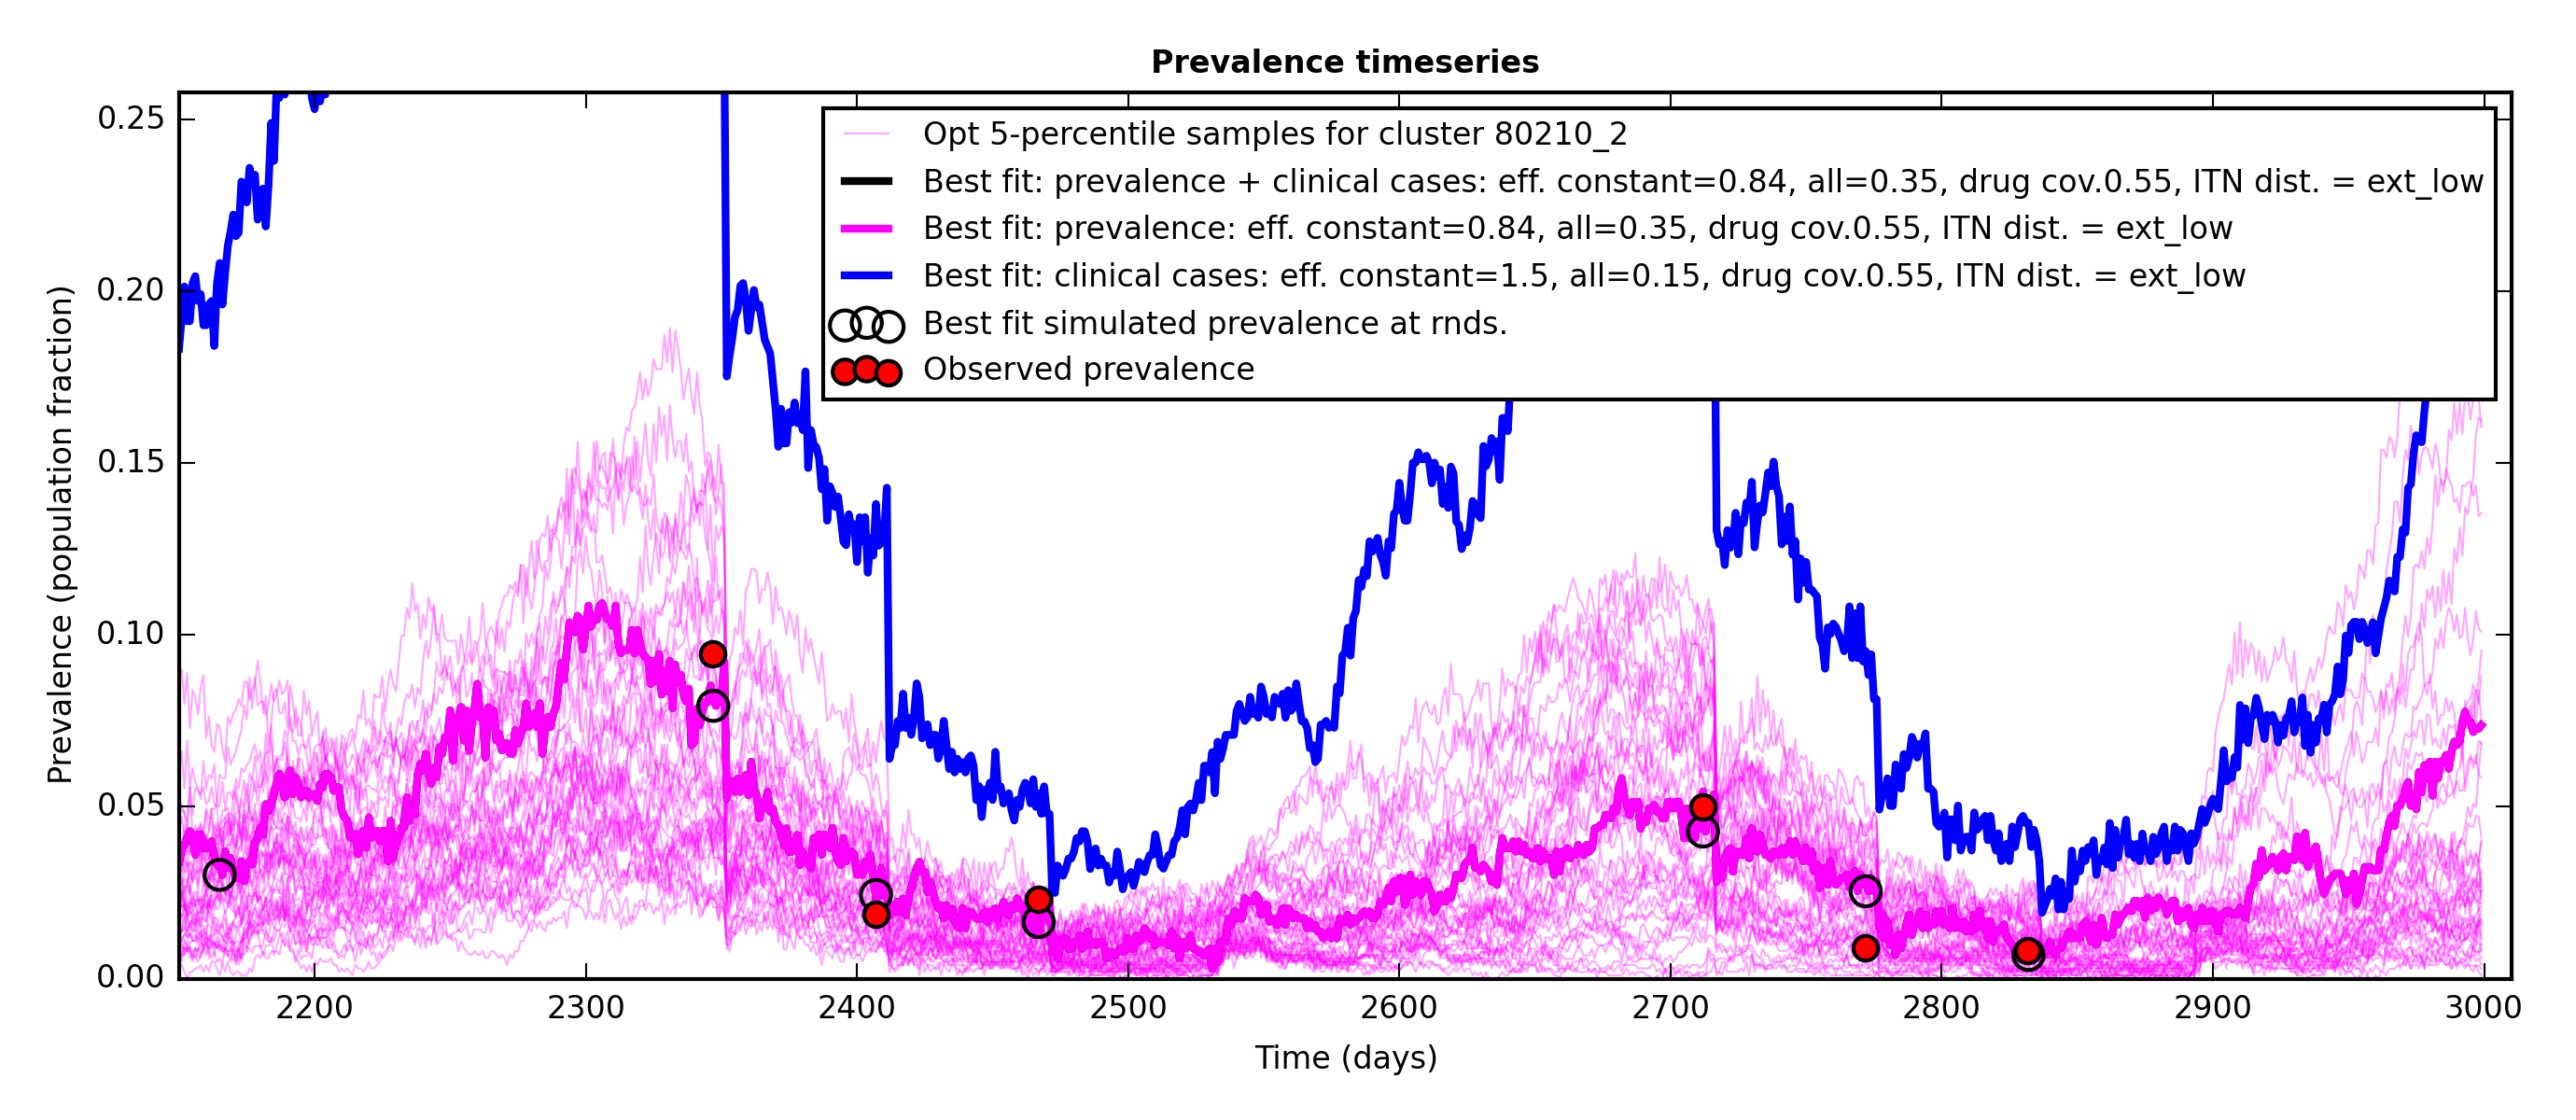 Prevalence timeseries
Opt 5-percentile samples for cluster 80210_2
Best fit: prevalence + clinical cases: eff. constant=0.84, all=0.35, drug cov.0.55, ITN dist. = ext_low
Best fit: prevalence: eff. constant=0.84, all=0.35, drug cov.0.55, ITN dist. = ext_low
Best fit: clinical cases: eff. constant=1.5, all=0.15, drug cov.0.55, ITN dist. = ext_low
Best fit simulated prevalence at rnds.
Observed prevalence
Prevalence (population fraction)
0.25
0.20
0.15
0.10
0.05
0.00
2200 2300 2400 2500 2600 2700 2800 2900 3000
Time (days)